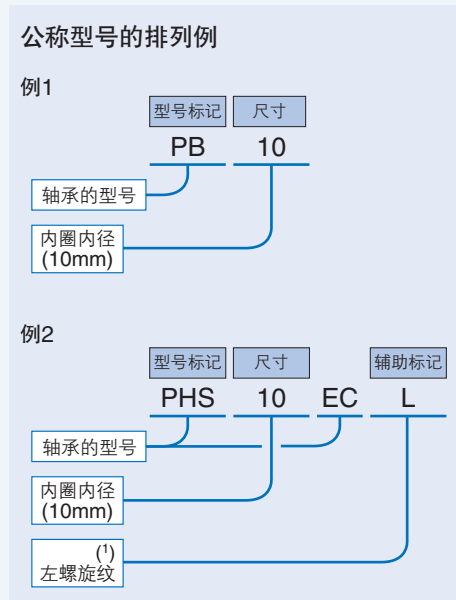 公称型号的排列例
例1
型号标记 尺寸
PB 10
轴承的型号
内圈内径
(10mm)
例2
型号标记 尺寸 辅助标记
PHS 10 EC L
轴承的型号
内圈内径
(10mm)
(¹)
左螺旋纹